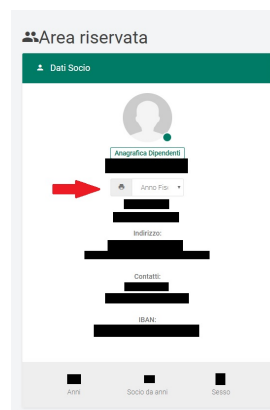 Area riservata
Dati Socio
Anagrafica Dipendenti
Anno Fis
Indirizzo:
Contatti:
IBAN:
Anni Socio da anni Sesso